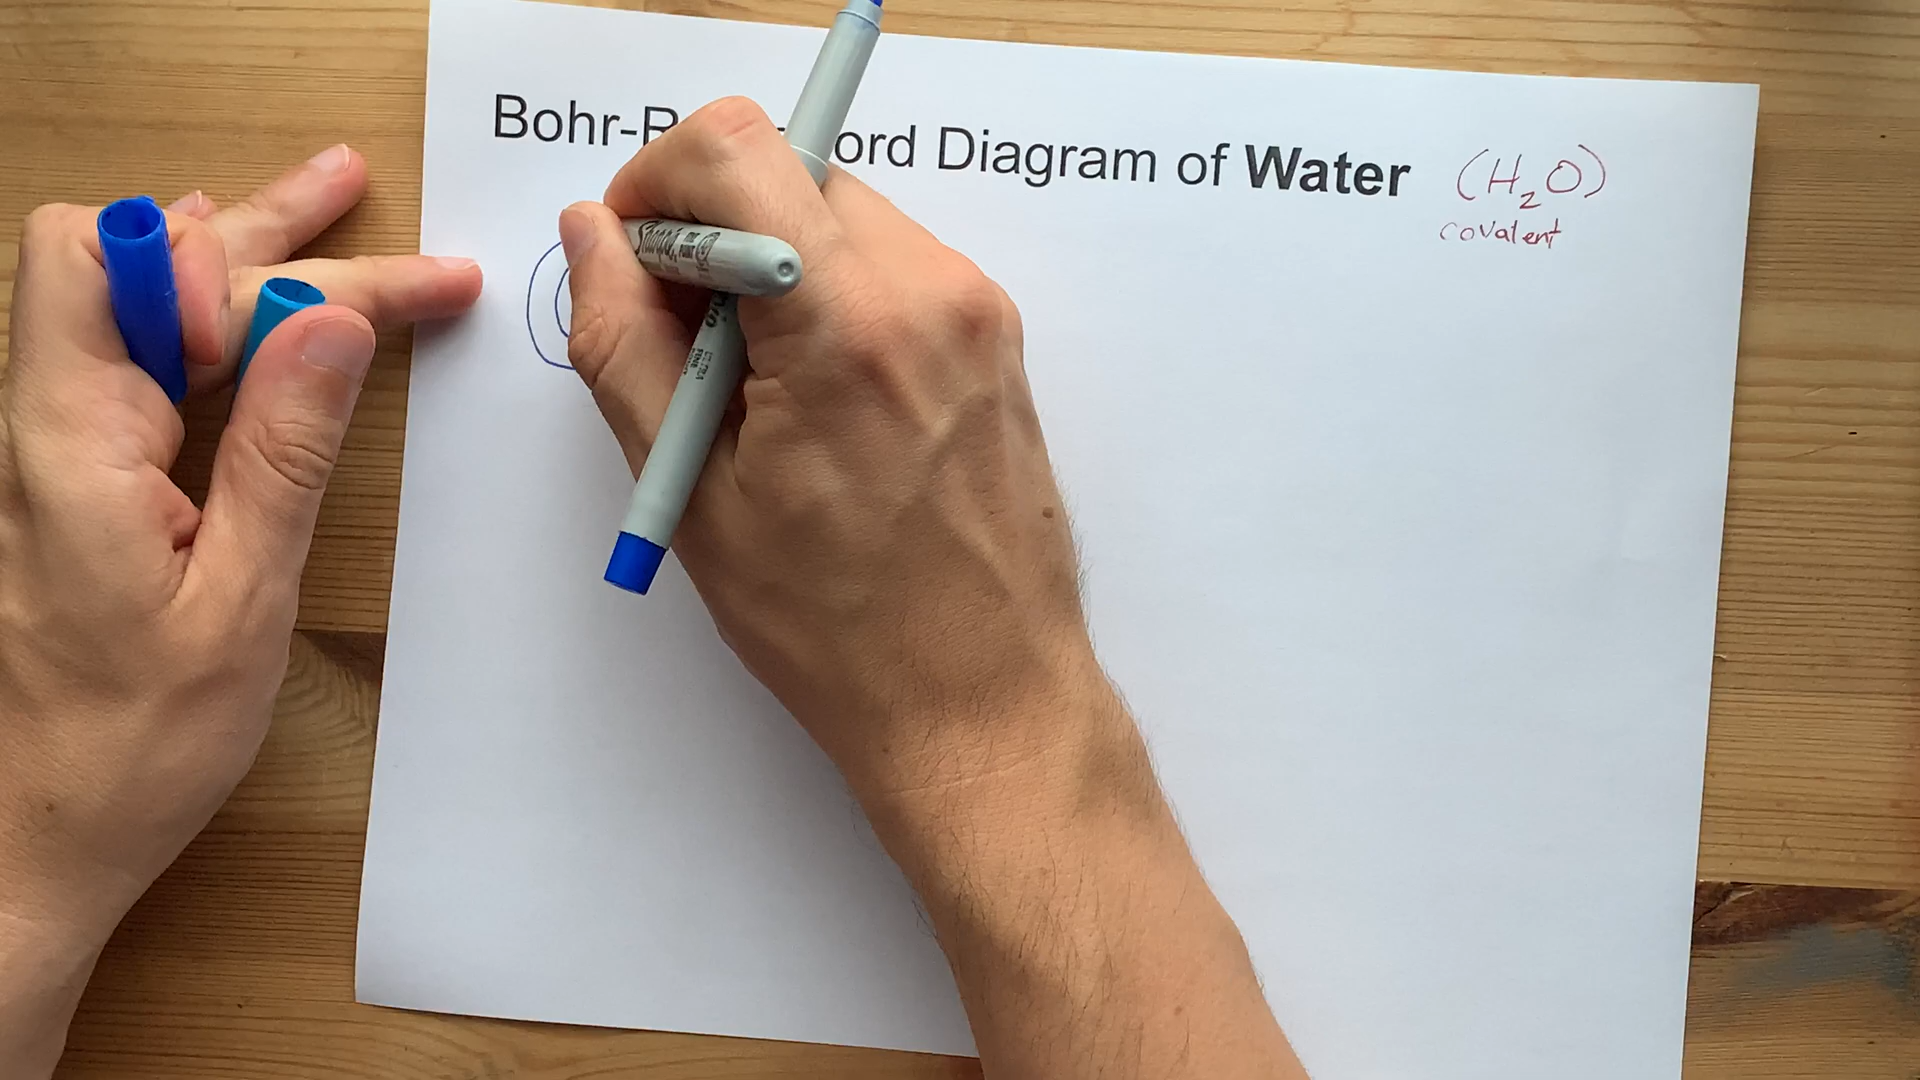 Bohr- ord Diagram of Water (H₂O)
covalent
Sharpie